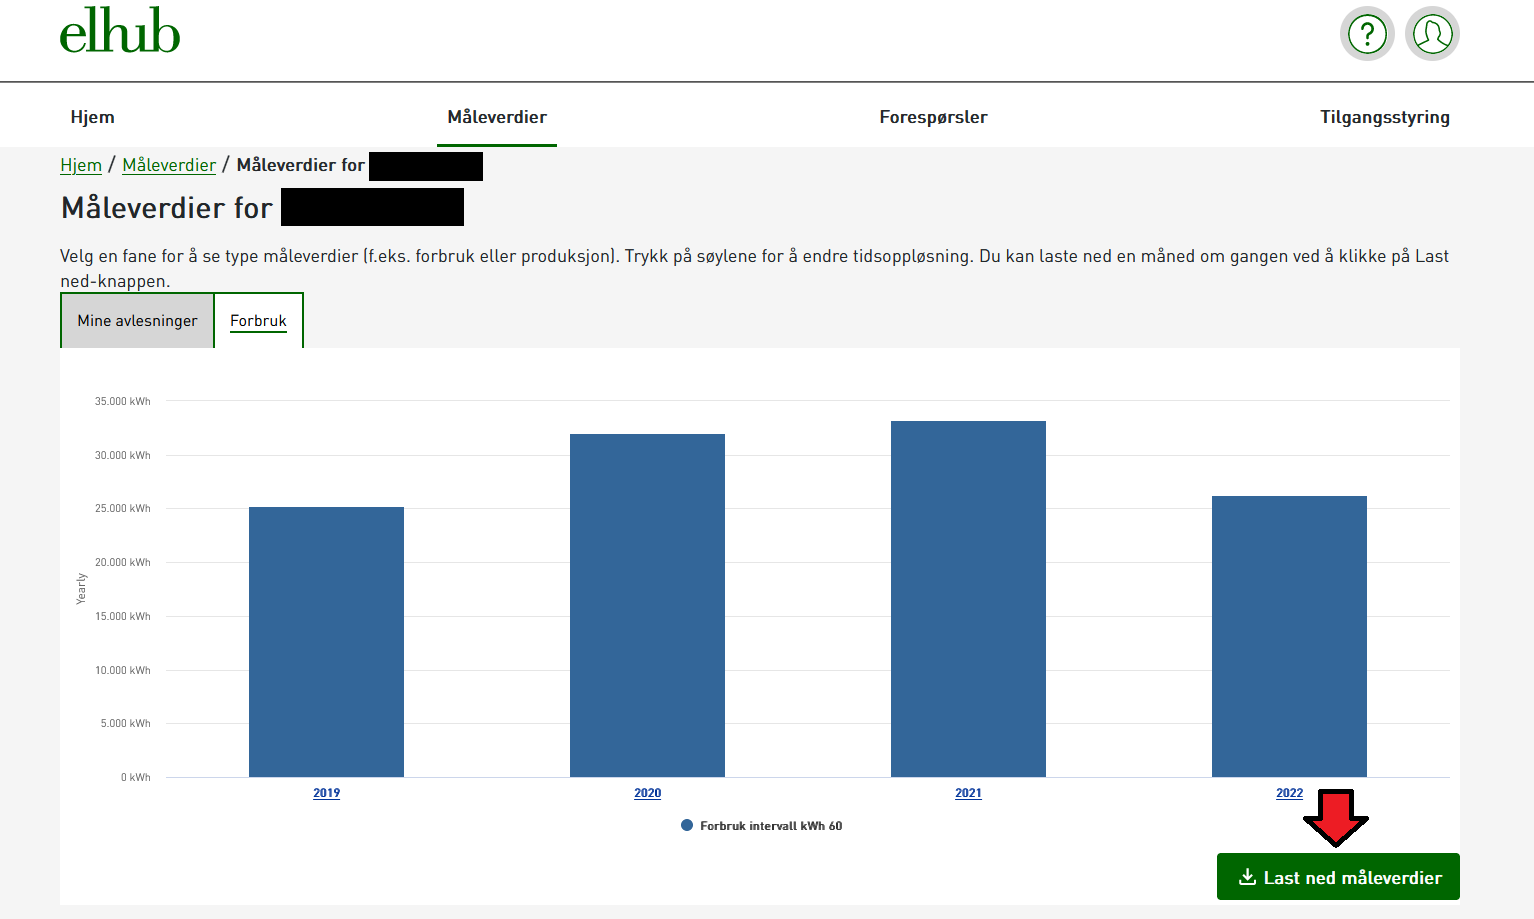 elhub
?
Hjem
Måleverdier
Forespørsler
Tilgangsstyring
Hjem / Måleverdier / Måleverdier for
Måleverdier for
Velg en fane for å se type måleverdier (f.eks. forbruk eller produksjon). Trykk på søylene for å endre tidsoppløsning. Du kan laste ned en måned om gangen ved å klikke på Last
ned-knappen.
Mine avlesninger
Forbruk
35.000 kWh
30.000 kWh
25.000 kWh
20.000 kWh
15.000 kWh
10.000 kWh
5.000 kWh
0 kWh
Yearly
2019
2020
2021
2022
Forbruk intervall kWh 60
Last ned måleverdier